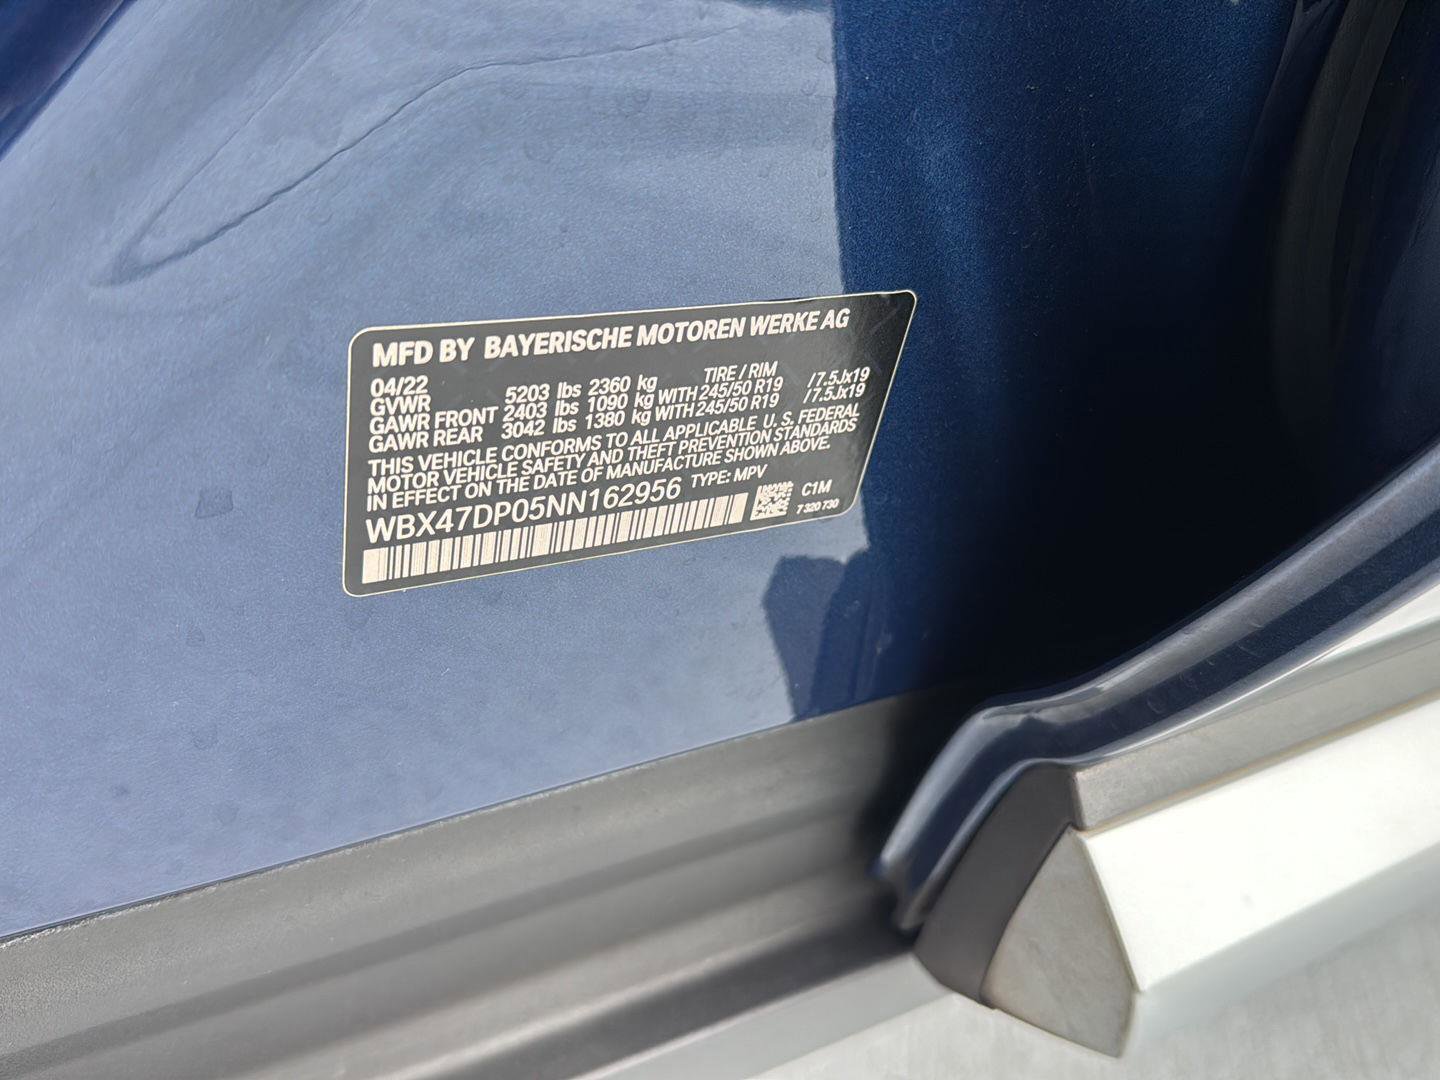 MFD BY BAYERISCHE MOTOREN WERKE AG
04/22 TIRE / RIM
GVWR 5203 lbs 2360 kg
GAWR FRONT 2403 lbs 1090 kg WITH 245/50 R19 /7.5Jx19
GAWR REAR 3042 lbs 1380 kg WITH 245/50 R19 /7.5Jx19
THIS VEHICLE CONFORMS TO ALL APPLICABLE U. S. FEDERAL
MOTOR VEHICLE SAFETY AND THEFT PREVENTION STANDARDS
IN EFFECT ON THE DATE OF MANUFACTURE SHOWN ABOVE.
WBX47DP05NN162956 TYPE: MPV
C1M
7 320 730